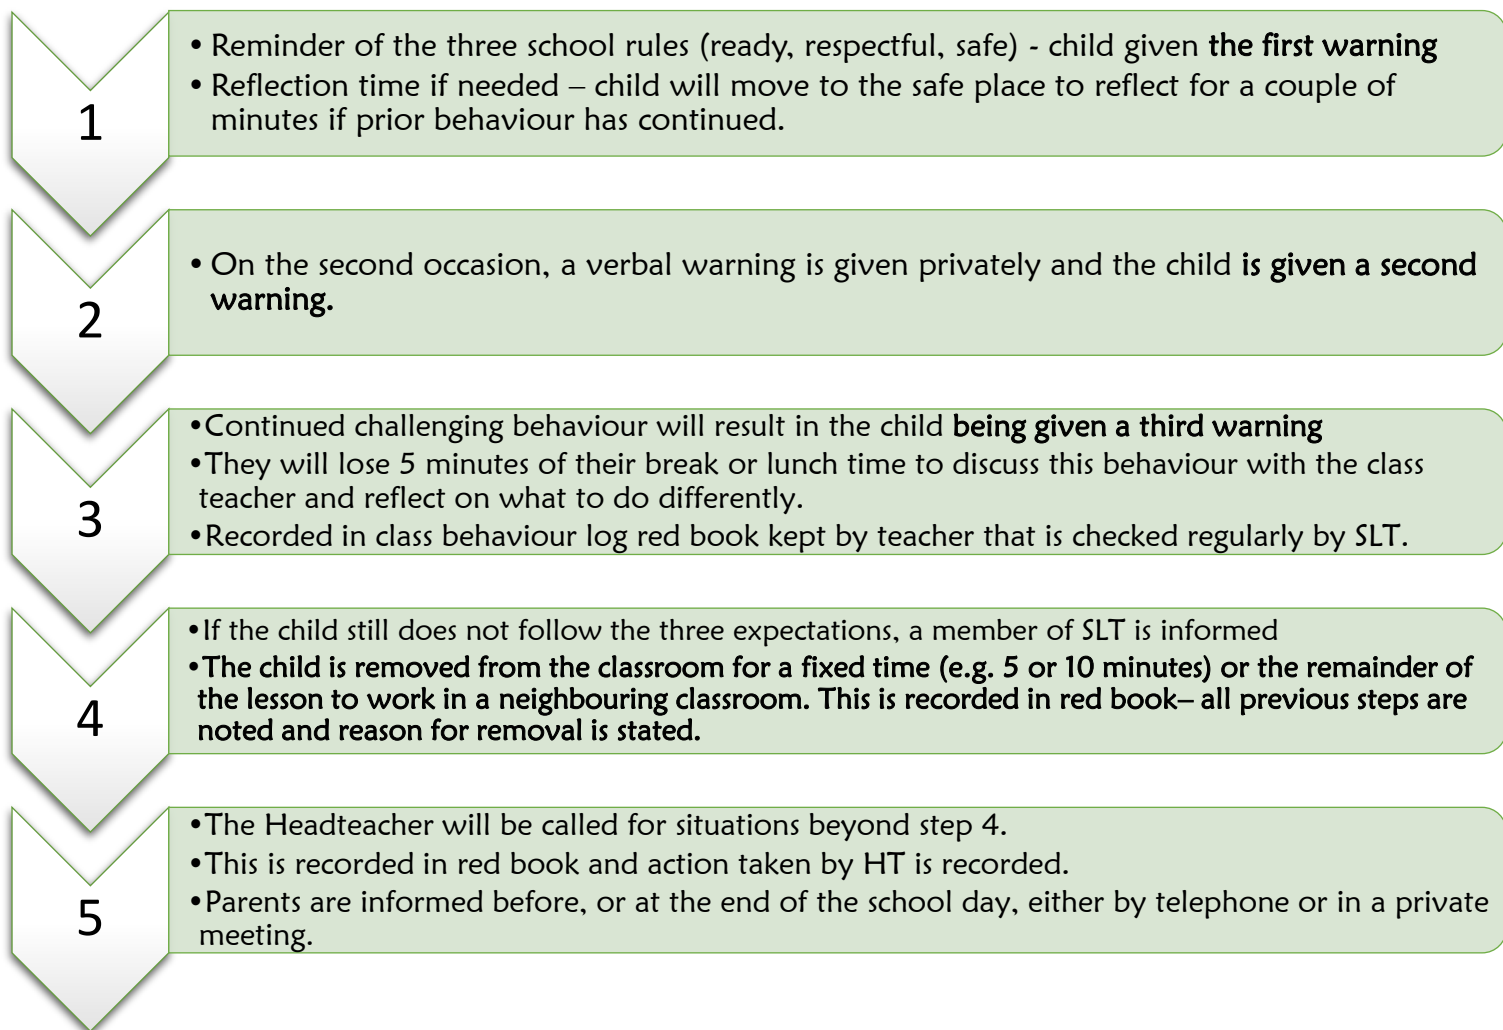 1
• Reminder of the three school rules (ready, respectful, safe) - child given the first warning
• Reflection time if needed – child will move to the safe place to reflect for a couple of
minutes if prior behaviour has continued.
2
• On the second occasion, a verbal warning is given privately and the child is given a second
warning.
3
•Continued challenging behaviour will result in the child being given a third warning
•They will lose 5 minutes of their break or lunch time to discuss this behaviour with the class
teacher and reflect on what to do differently.
•Recorded in class behaviour log red book kept by teacher that is checked regularly by SLT.
4
•If the child still does not follow the three expectations, a member of SLT is informed
•The child is removed from the classroom for a fixed time (e.g. 5 or 10 minutes) or the remainder of
the lesson to work in a neighbouring classroom. This is recorded in red book– all previous steps are
noted and reason for removal is stated.
5
•The Headteacher will be called for situations beyond step 4.
•This is recorded in red book and action taken by HT is recorded.
•Parents are informed before, or at the end of the school day, either by telephone or in a private
meeting.